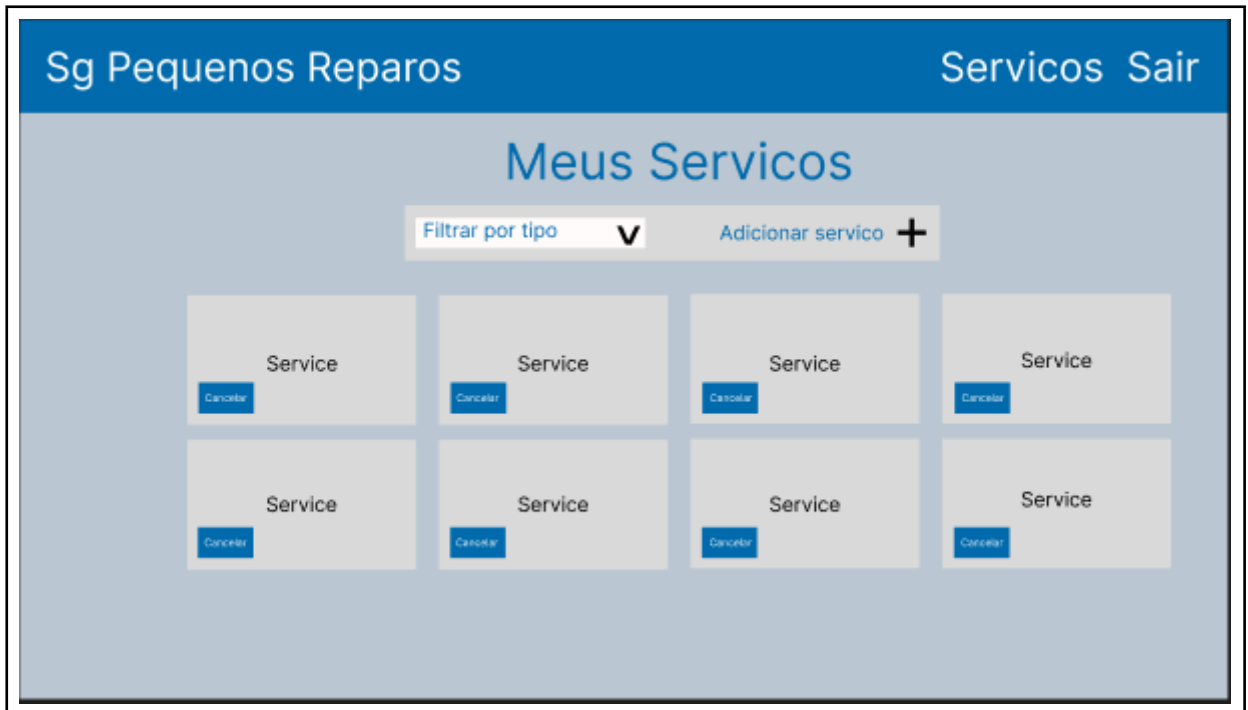 Sg Pequenos Reparos
Servicos Sair
Meus Servicos
Filtrar por tipo V
Adicionar servico +
Service
Cancelar
Service
Cancelar
Service
Cancelar
Service
Cancelar
Service
Cancelar
Service
Cancelar
Service
Cancelar
Service
Cancelar